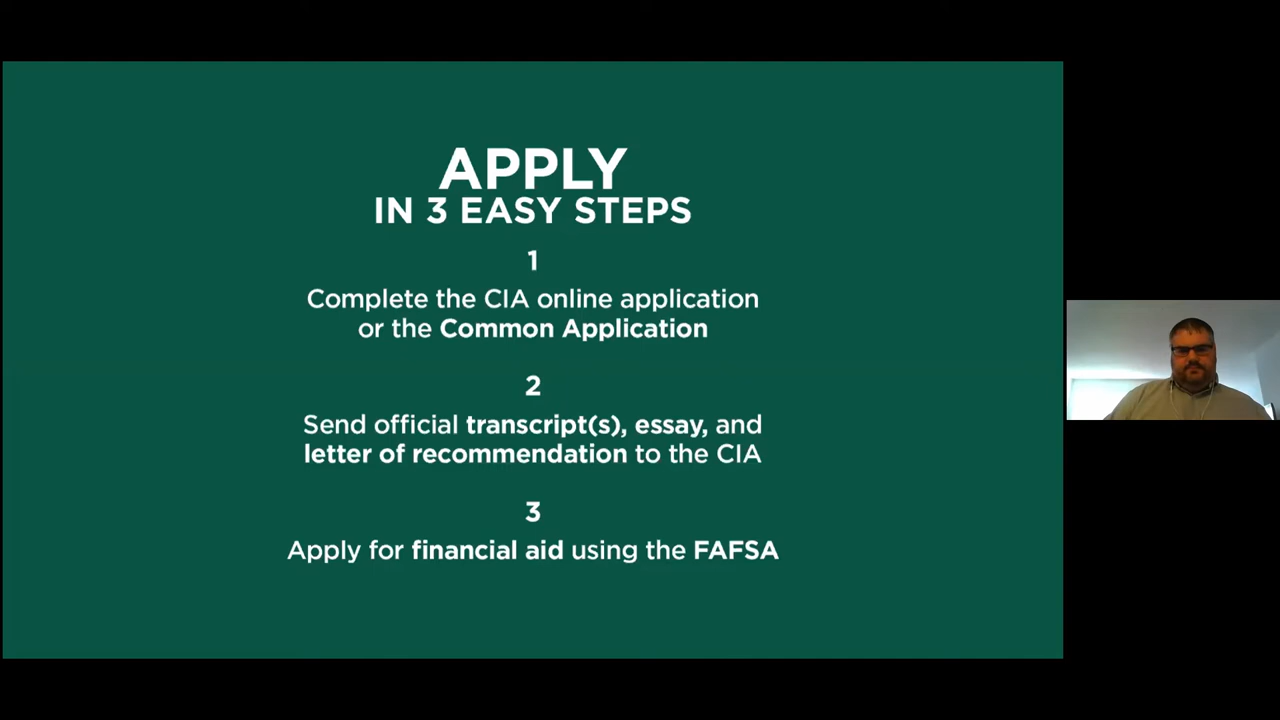 APPLY
IN 3 EASY STEPS
1
Complete the CIA online application
or the Common Application
2
Send official transcript(s), essay, and
letter of recommendation to the CIA
3
Apply for financial aid using the FAFSA